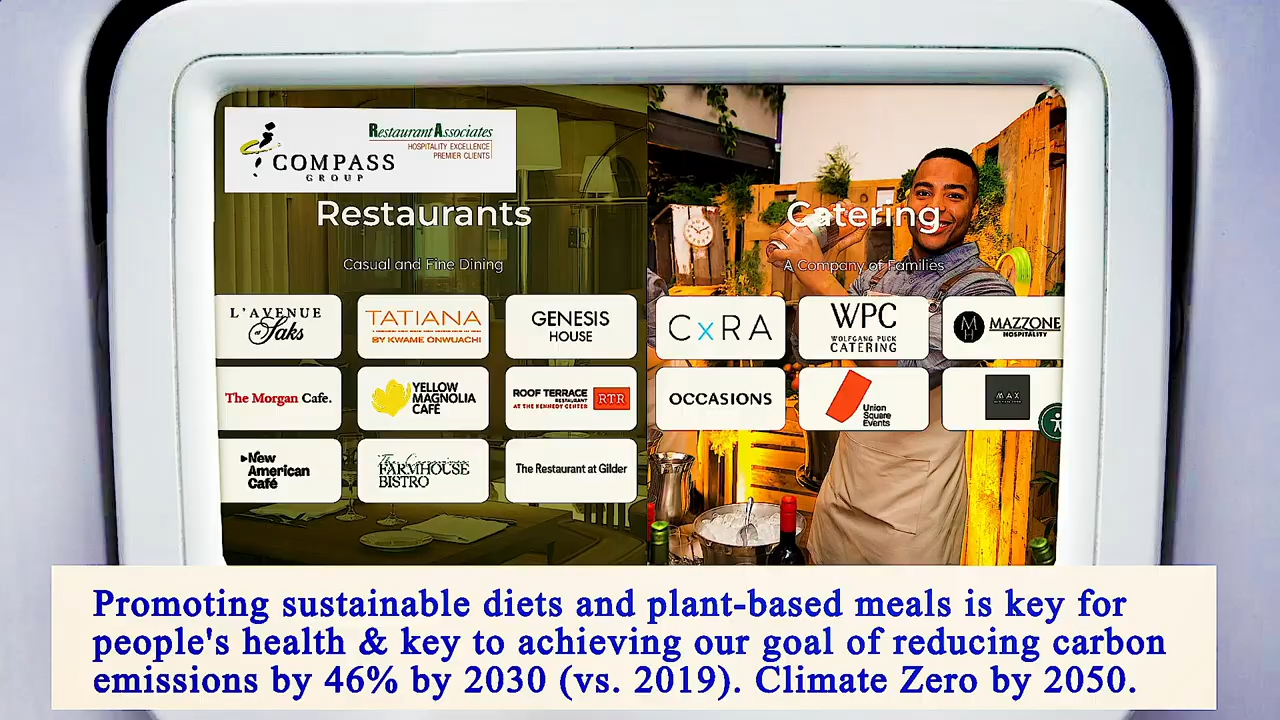 COMPASS
GROUP
Restaurant Associates
HOSPITALITY EXCELLENCE
PREMIER CLIENTS
Restaurants
Casual and Fine Dining
L'AVENUE
Saks
TATIANA
BY KWAME ONWUACHI
GENESIS
HOUSE
The Morgan Cafe.
YELLOW
MAGNOLIA
CAFÉ
ROOF TERRACE
RESTAURANT
AT THE KENNEDY CENTER
RTR
New
American
Café
FARMHOUSE
BISTRO
The Restaurant at Gilder
Catering
A Company of Families
CxRA
WPC
WOLFGANG PUCK
CATERING
MH
MAZZONE
HOSPITALITY
OCCASIONS
Union
Square
Events
MAX
Promoting sustainable diets and plant-based meals is key for
people's health & key to achieving our goal of reducing carbon
emissions by 46% by 2030 (vs. 2019). Climate Zero by 2050.